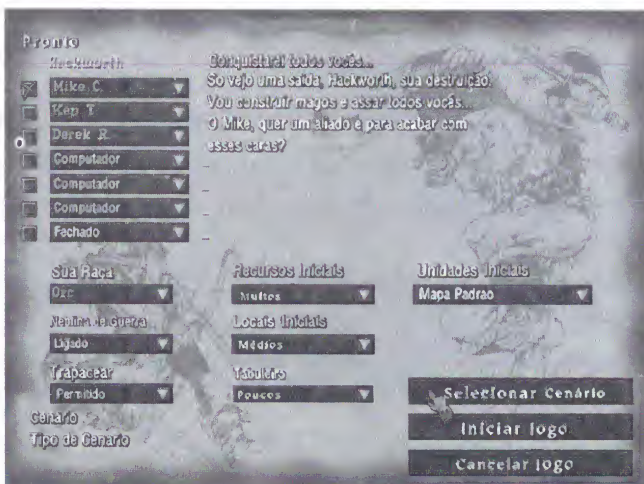 Pronto
Hackworth
Mike C.
Kep T.
Derek R.
Computador
Computador
Computador
Fechado
Conquistarei todos vocês...
So vejo uma saída, Hackworth, sua destruição.
Vou construir magos e assar todos vocês...
O Mike, quer um aliado é para acabar com
esses caras?
Sua Raça
Orc
Neblina de Guerra
Ligado
Trapacear
Permitido
Cenário
Tipo de Cenario
Recursos Iniciais
Muitos
Locais Iniciais
Médios
Tabuleiro
Poucos
Unidades Iniciais
Mapa Padrao
Selecionar Cenário
Iniciar Jogo
Cancelar Jogo